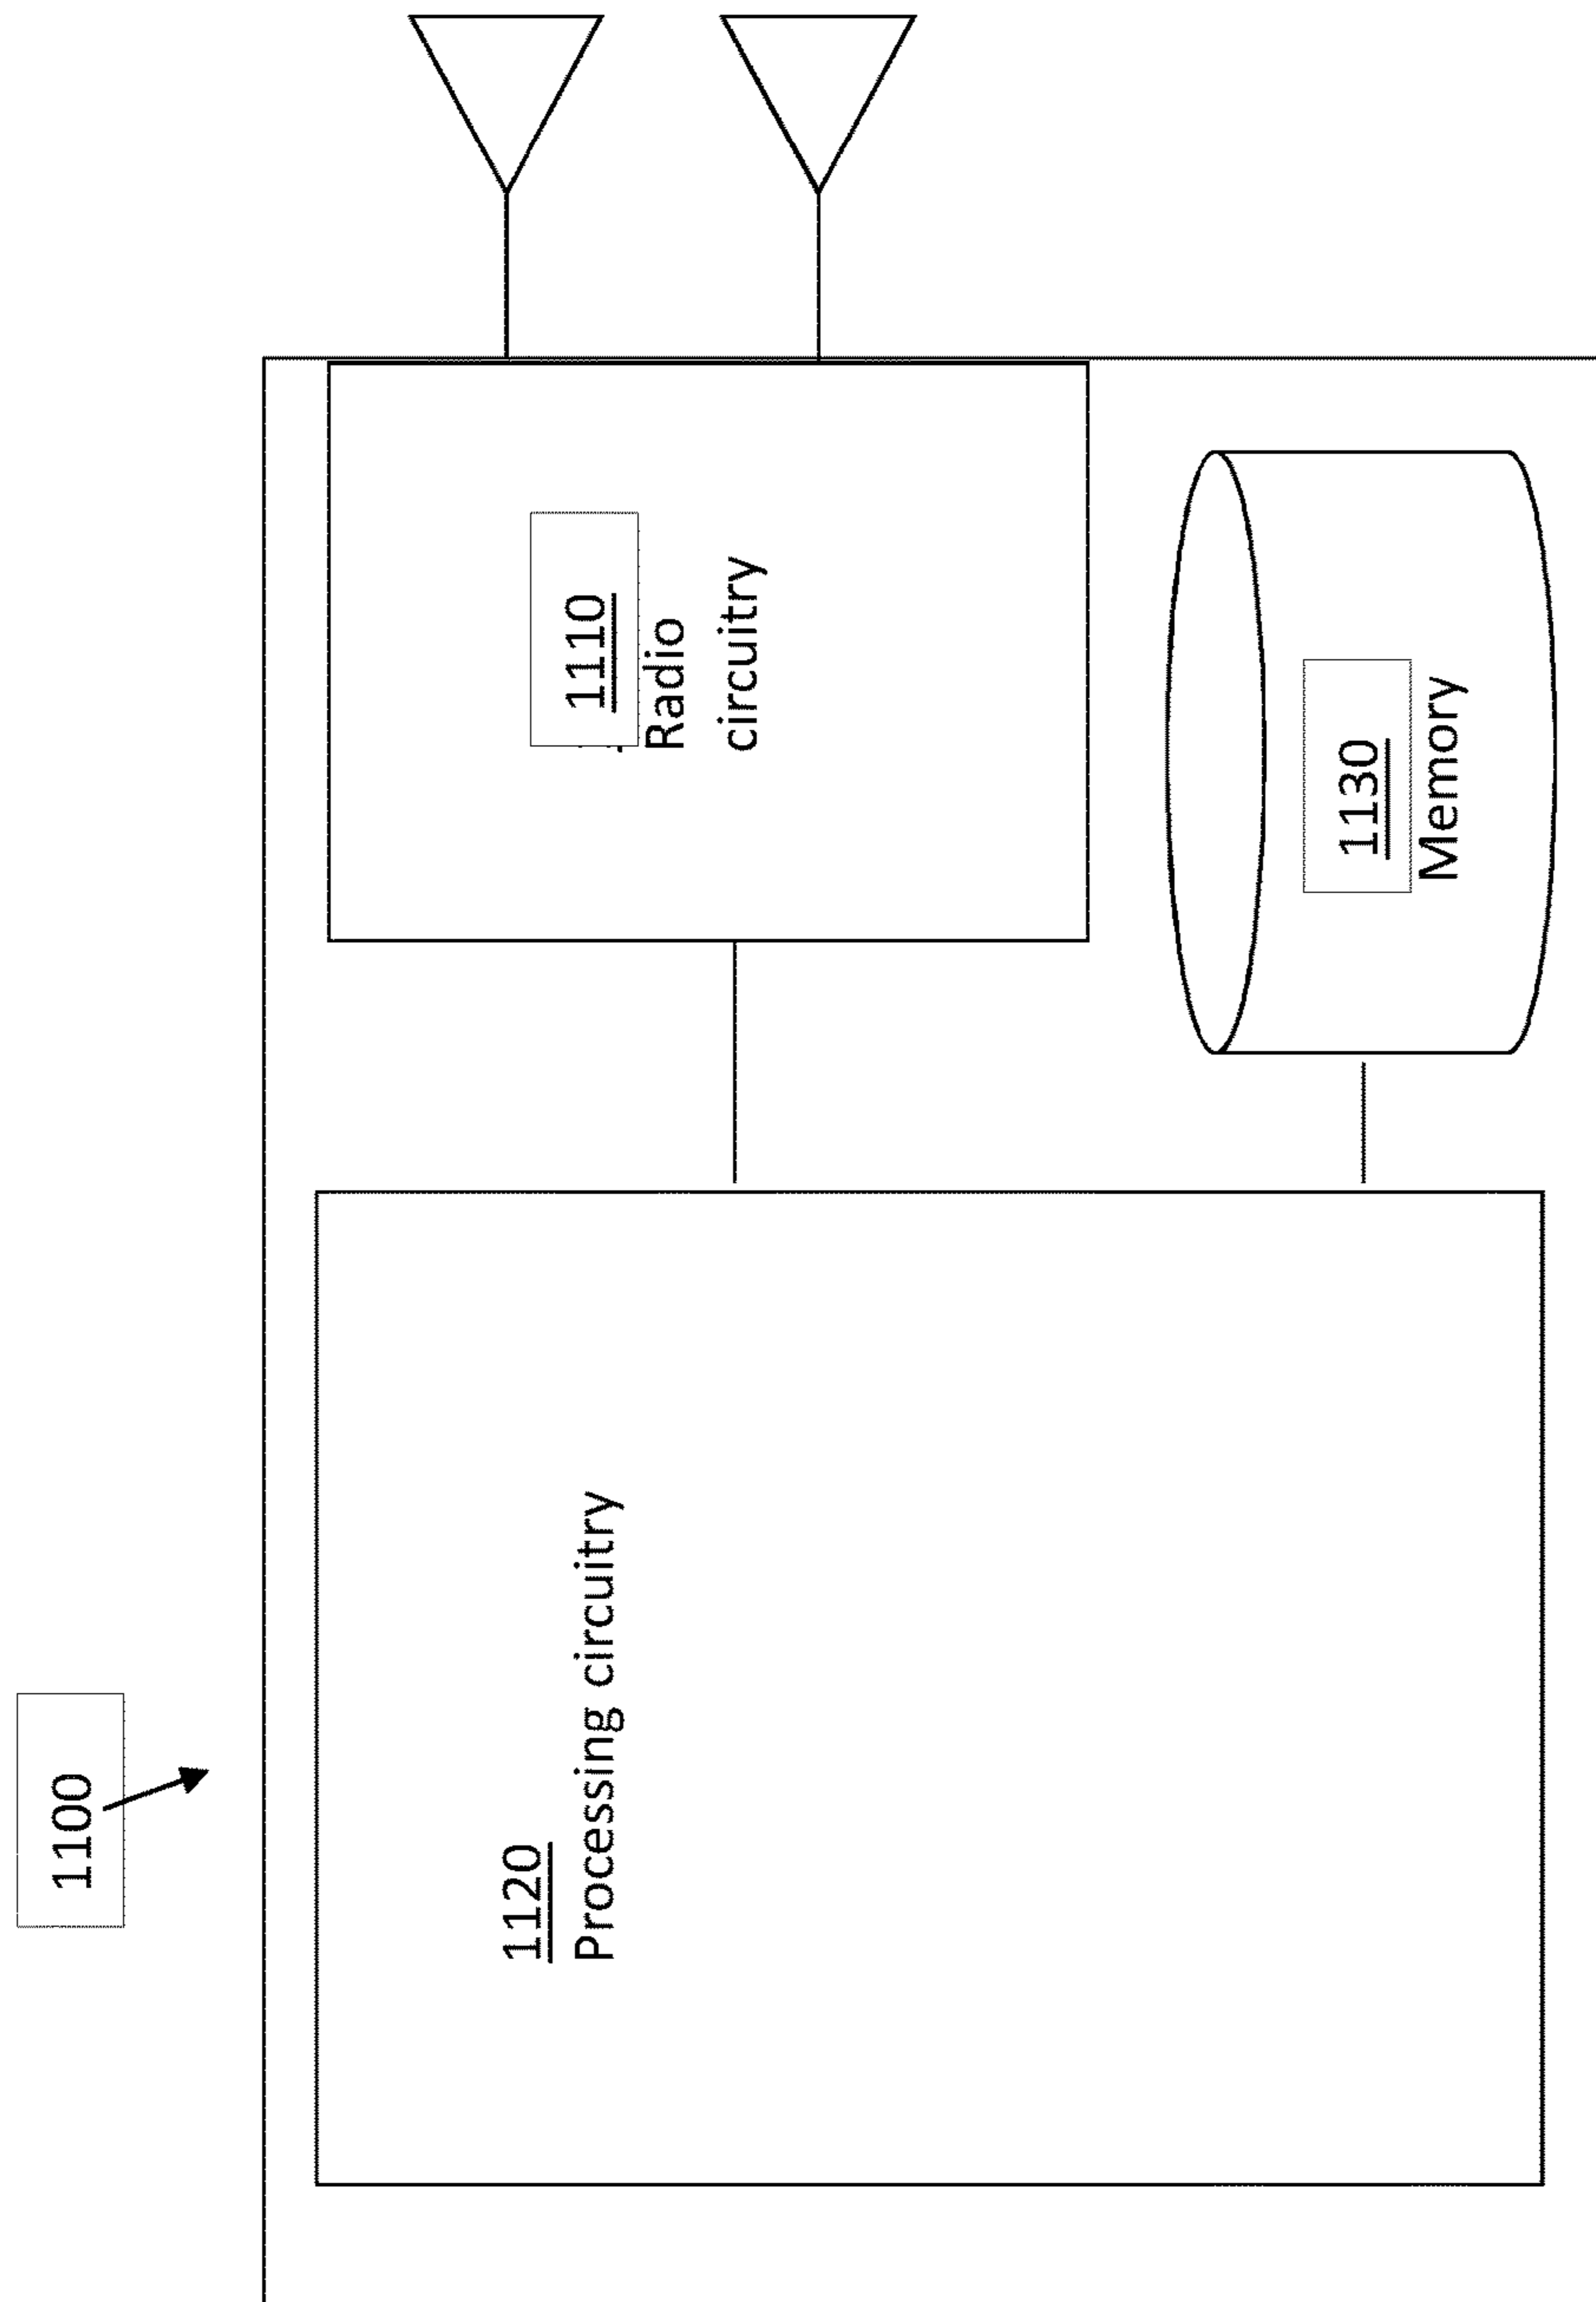 1100
1120
Processing circuitry
1110
Radio
circuitry
1130
Memory